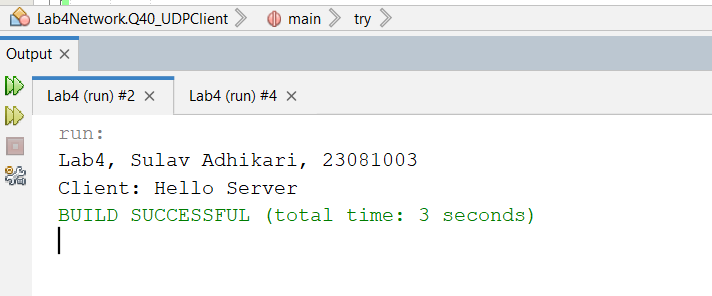 Lab4Network.Q40_UDPClient main try
Output
Lab4 (run) #2 Lab4 (run) #4
run:
Lab4, Sulav Adhikari, 23081003
Client: Hello Server
BUILD SUCCESSFUL (total time: 3 seconds)